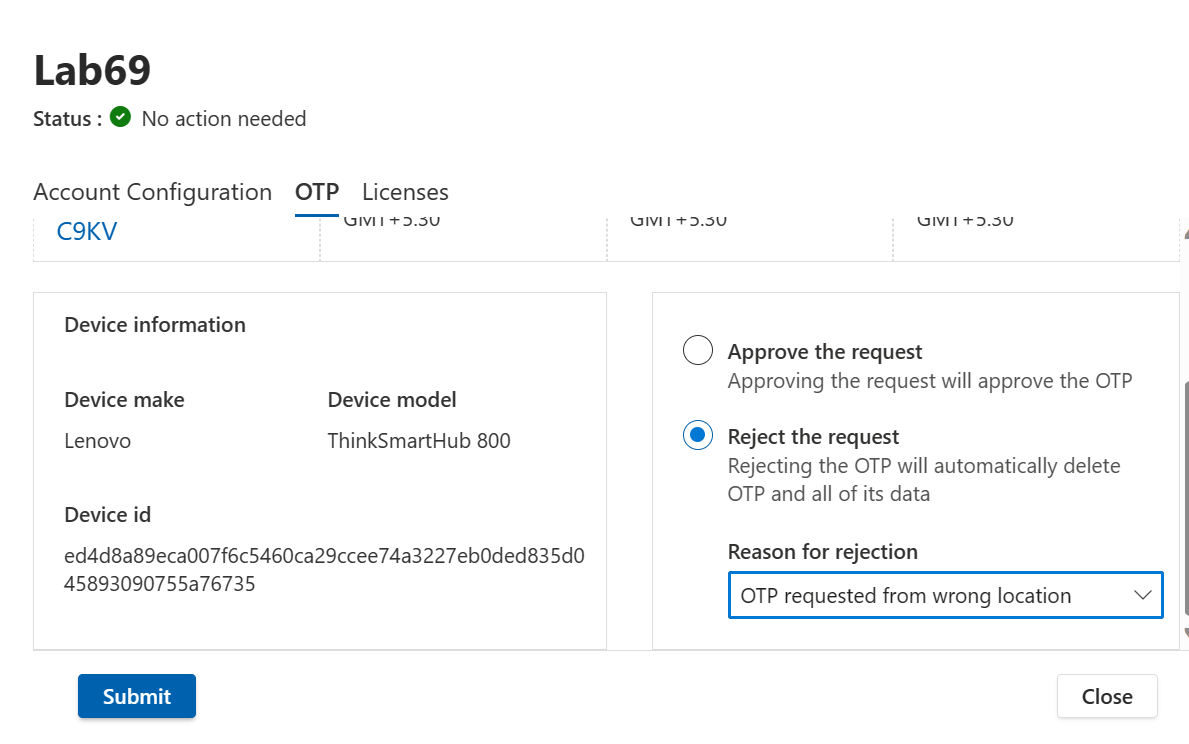 Lab69
Status : No action needed
Account Configuration OTP Licenses
C9KV GMT+5.30 GMT+5.30 GMT+5.30
Device information
Device make Device model
Lenovo ThinkSmartHub 800
Device id
ed4d8a89eca007f6c5460ca29ccee74a3227eb0ded835d0
45893090755a76735
Approve the request
Approving the request will approve the OTP
Reject the request
Rejecting the OTP will automatically delete
OTP and all of its data
Reason for rejection
OTP requested from wrong location
Submit Close